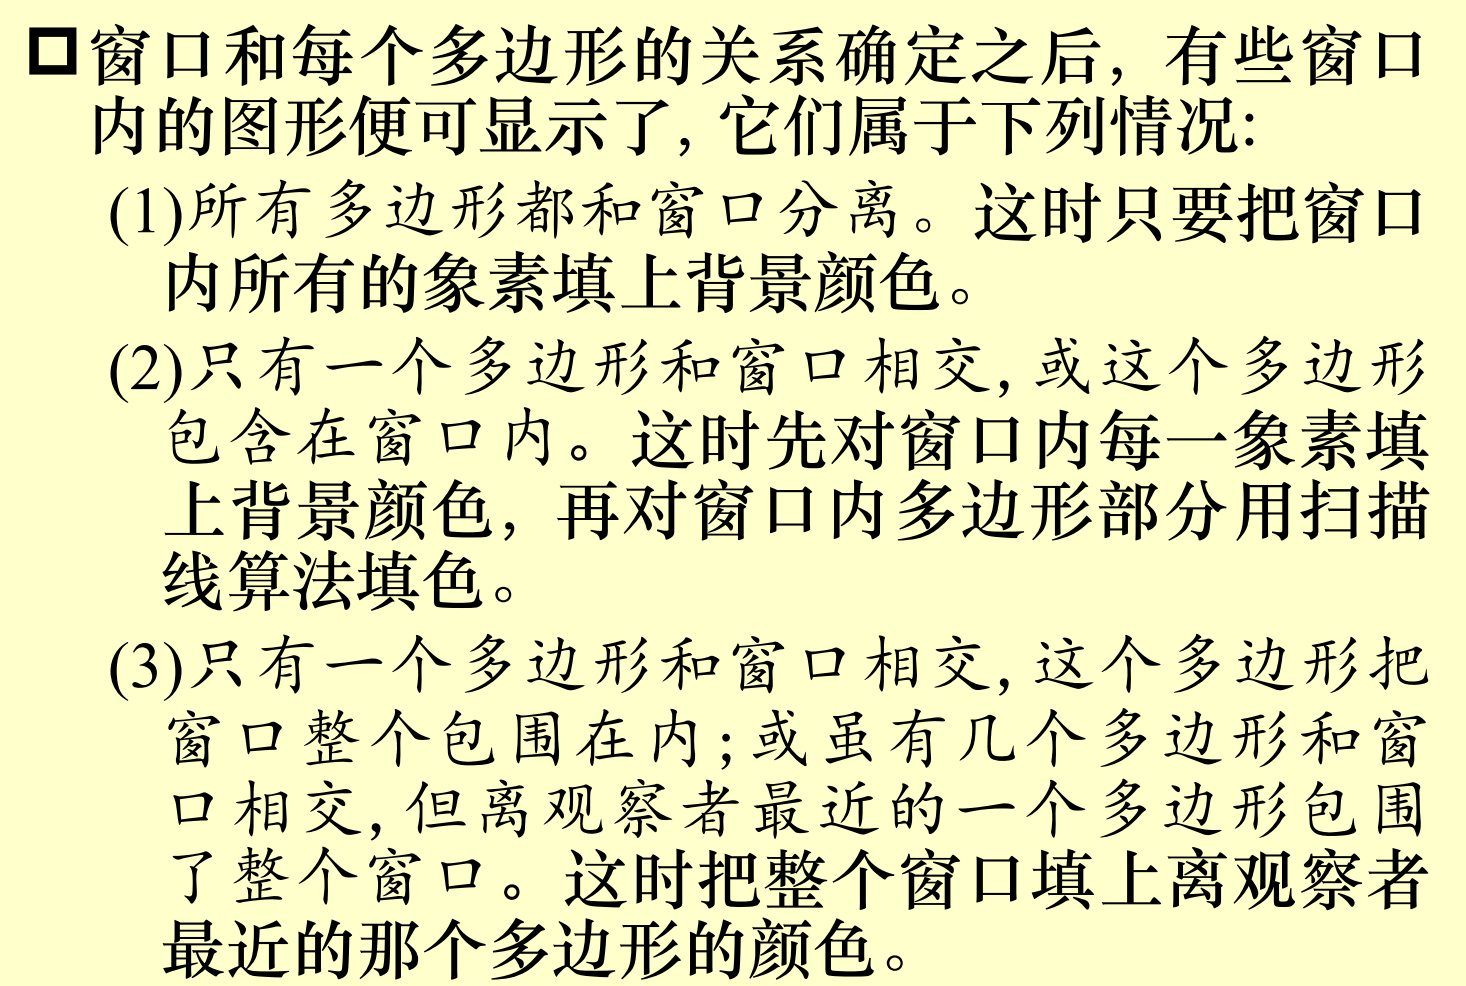 窗口和每个多边形的关系确定之后，有些窗口
内的图形便可显示了, 它们属于下列情况:
(1)所有多边形都和窗口分离。这时只要把窗口
内所有的象素填上背景颜色。
(2)只有一个多边形和窗口相交, 或这个多边形
包含在窗口内。这时先对窗口内每一象素填
上背景颜色，再对窗口内多边形部分用扫描
线算法填色。
(3)只有一个多边形和窗口相交, 这个多边形把
窗口整个包围在内; 或虽有几个多边形和窗
口相交, 但离观察者最近的一个多边形包围
了整个窗口。这时把整个窗口填上离观察者
最近的那个多边形的颜色。